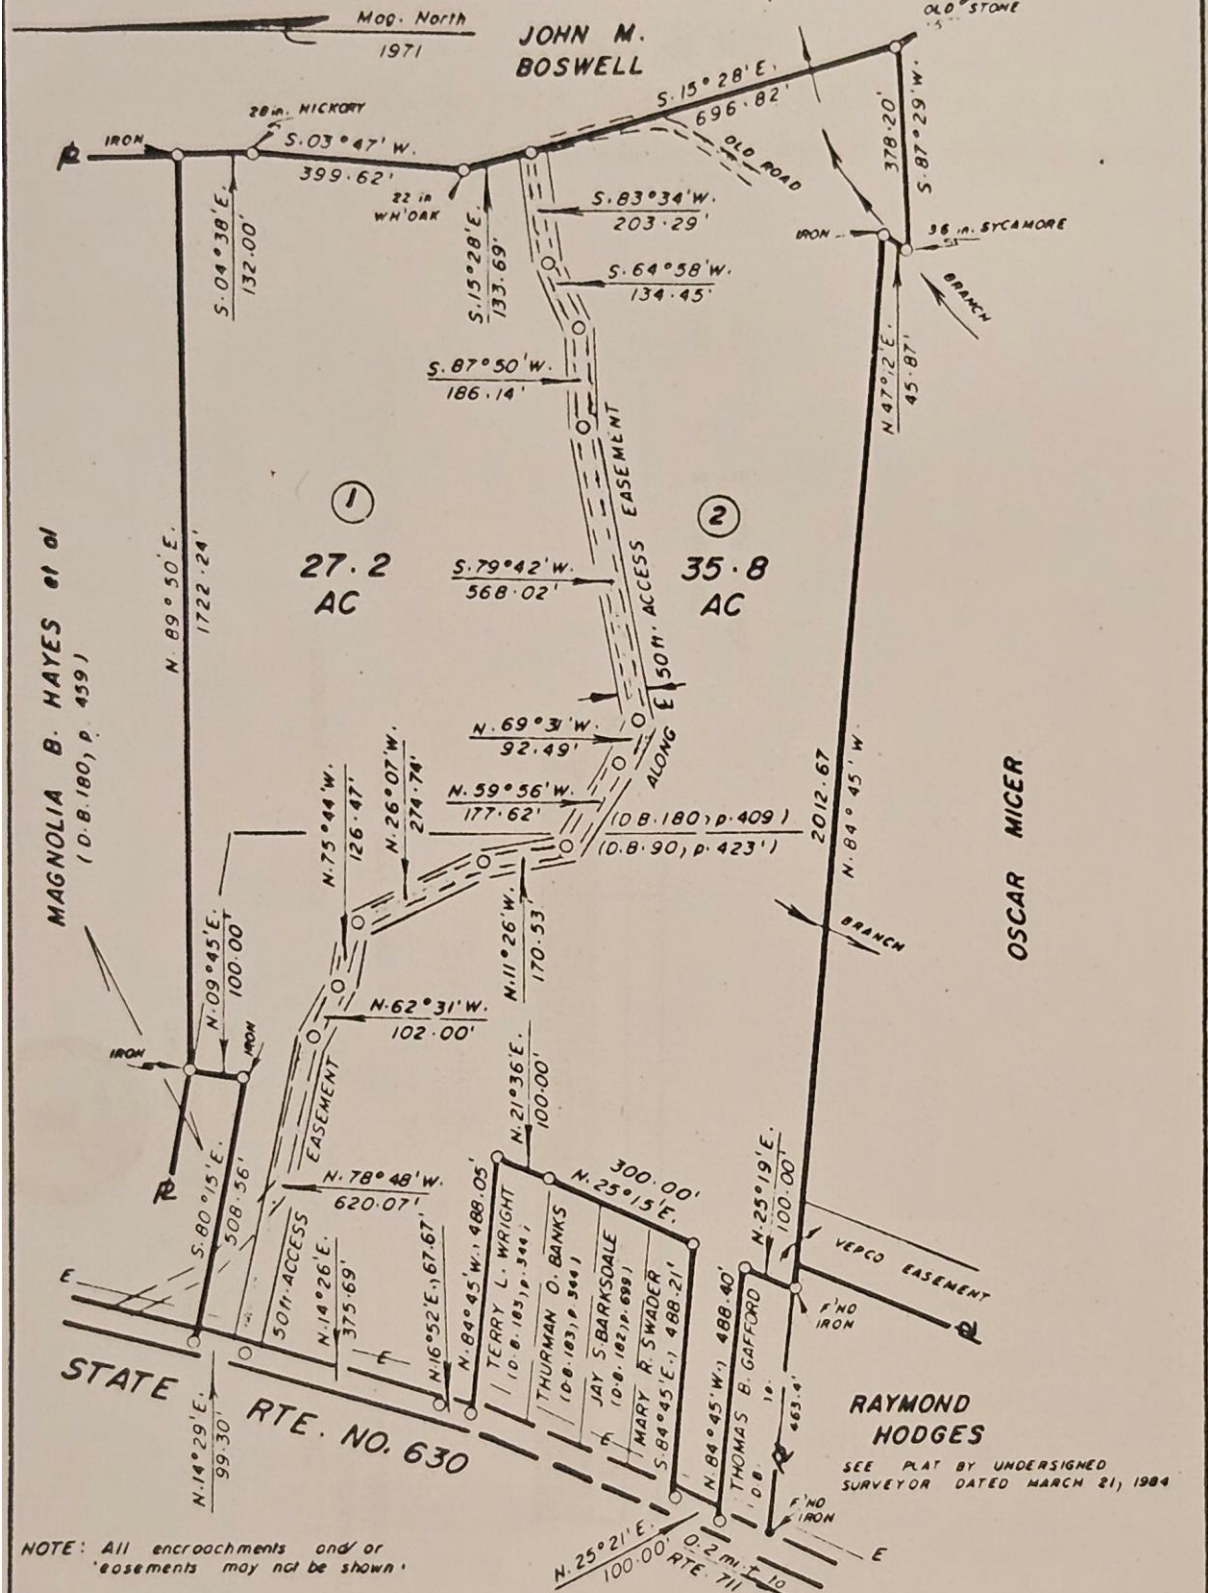 Mag. North
1971
JOHN M.
BOSWELL
OLD STONE
28 in. HICKORY
IRON
S. 03° 47' W.
399.62'
S. 15° 28' E.
696.82'
OLD ROAD
378.20'
S. 87° 29' W.
22 in
WH'OAK
S. 04° 38' E.
132.00'
S. 15° 28' E.
133.69'
S. 83° 34' W.
203.29'
S. 64° 58' W.
134.45'
IRON
36 in. SYCAMORE
BRANCH
S. 87° 50' W.
186.14'
45.87'
1
27.2
AC
2
35.8
AC
S. 79° 42' W.
568.02'
50 ft. ACCESS EASEMENT
ALONG E
N. 89° 50' E.
1722.24'
MAGNOLIA B. HAYES et al
(D.B. 180, p. 459)
N. 69° 31' W.
92.49'
N. 59° 56' W.
177.62'
N. 26° 07' W.
274.74'
N. 75° 44' W.
126.47'
(D.B. 180, p. 409)
(D.B. 90, p. 423')
2012.67
N. 84° 45' W
OSCAR MICER
BRANCH
N. 09° 45' E.
100.00'
N. 11° 26' W.
170.53'
N. 62° 31' W.
102.00'
IRON
IRON
N. 21° 36' E.
100.00'
EASEMENT
N. 78° 48' W.
620.07'
S. 80° 15' E.
508.56'
300.00'
N. 25° 15' E.
N. 25° 19' E.
100.00'
VEPCO EASEMENT
50 ft. ACCESS
N. 14° 26' E.
375.69'
N. 16° 52' E., 67.67'
N. 84° 45' W., 488.05'
TERRY L. WRIGHT
(D.B. 183, p. 344)
THURMAN O. BANKS
(D.B. 183, p. 344)
JAY S. BARKSDALE
(D.B. 182, p. 699)
MARY R. SWADER
S. 84° 45' E., 488.21'
N. 84° 45' W., 488.40'
THOMAS B. GAFFORD
D.B.
463.4'
F'ND
IRON
E
E
STATE RTE. NO. 630
N. 14° 29' E.
99.30'
RAYMOND
HODGES
SEE PLAT BY UNDERSIGNED
SURVEYOR DATED MARCH 21, 1984
F'ND
IRON
E
N. 25° 21' E.
100.00'
0.2 mi. ± to
RTE. 711
NOTE: All encroachments and/or
easements may not be shown.